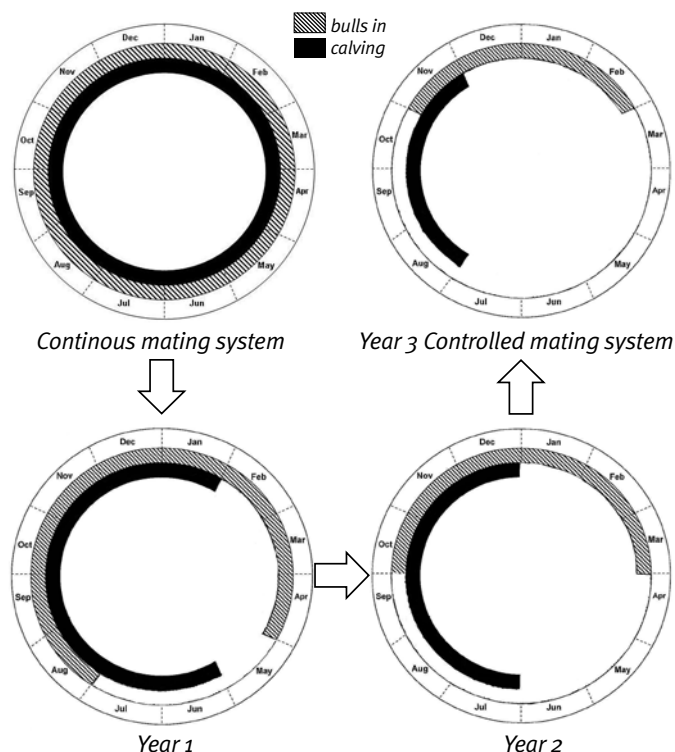 bulls in
calving
Dec Jan
Nov Feb
Oct Mar
Sep Apr
Aug May
Jul Jun
Continous mating system
Dec Jan
Nov Feb
Oct Mar
Sep Apr
Aug May
Jul Jun
Year 3 Controlled mating system
Dec Jan
Nov Feb
Oct Mar
Sep Apr
Aug May
Jul Jun
Year 1
Dec Jan
Nov Feb
Oct Mar
Sep Apr
Aug May
Jul Jun
Year 2